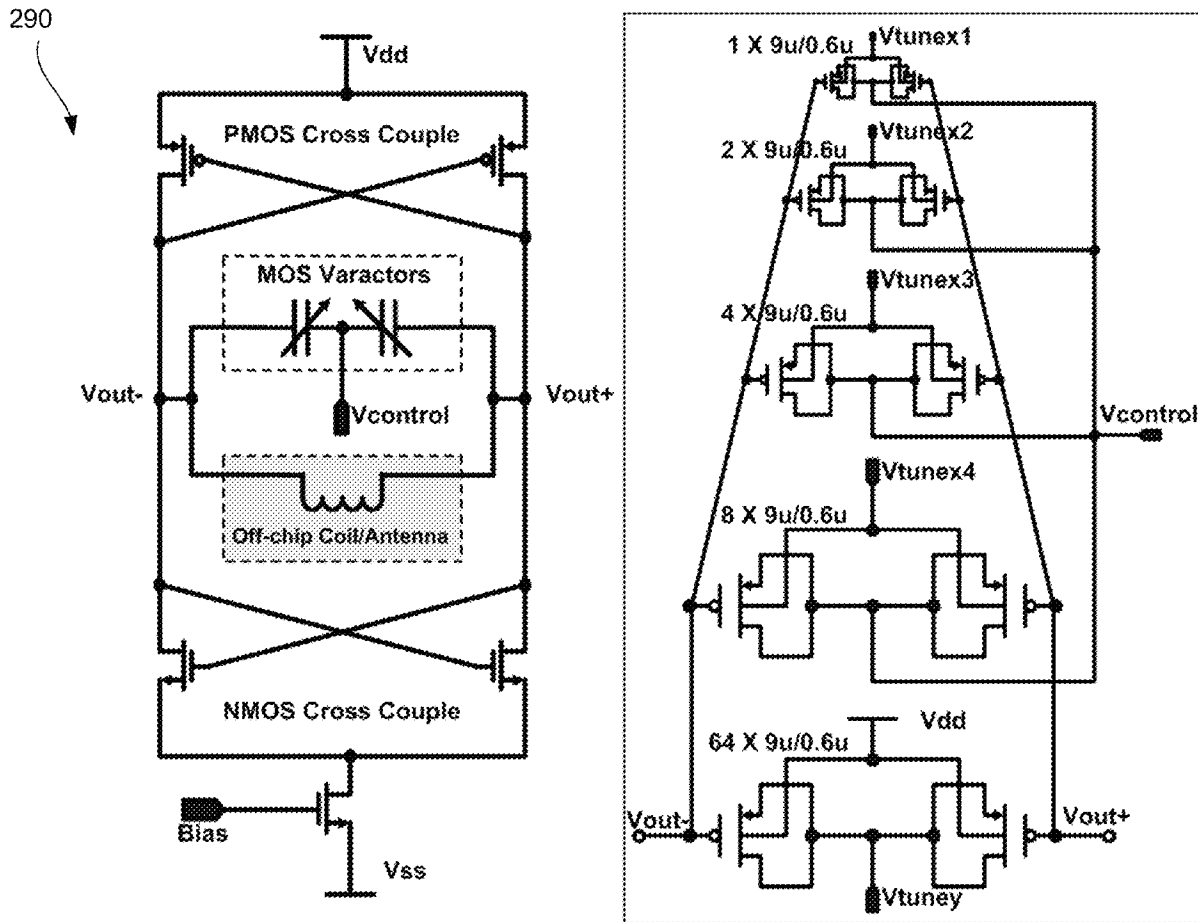 290
Vdd
PMOS Cross Couple
MOS Varactors
Vout-
Vcontrol
Vout+
Off-chip Coil/Antenna
NMOS Cross Couple
Bias
Vss
Vtunex1
1 X 9u/0.6u
Vtunex2
2 X 9u/0.6u
Vtunex3
4 X 9u/0.6u
Vcontrol
Vtunex4
8 X 9u/0.6u
Vdd
64 X 9u/0.6u
Vout-
Vout+
Vtuney